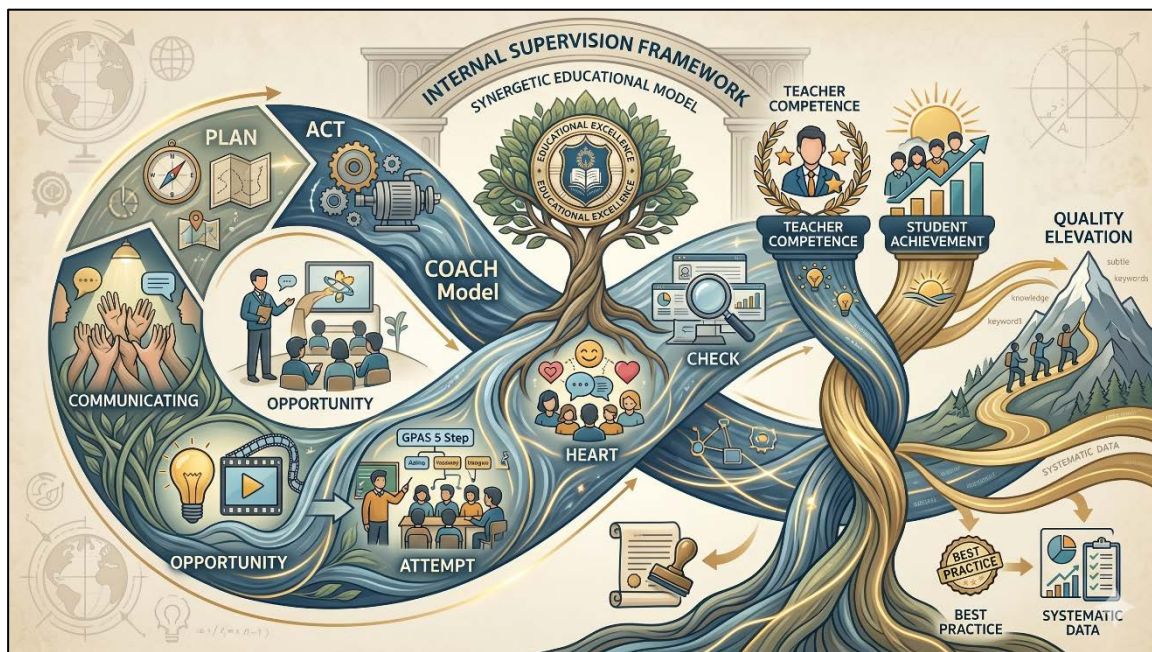 INTERNAL SUPERVISION FRAMEWORK
SYNERGETIC EDUCATIONAL MODEL
EDUCATIONAL EXCELLENCE
EDUCATIONAL EXCELLENCE
PLAN
ACT
COACH
Model
COMMUNICATING
OPPORTUNITY
OPPORTUNITY
GPAS 5 Step
ATTEMPT
HEART
CHECK
TEACHER
COMPETENCE
TEACHER
COMPETENCE
STUDENT
ACHIEVEMENT
QUALITY
ELEVATION
subtle
keywords
knowledge
SYSTEMATIC DATA
BEST
PRACTICE
BEST
PRACTICE
SYSTEMATIC
DATA